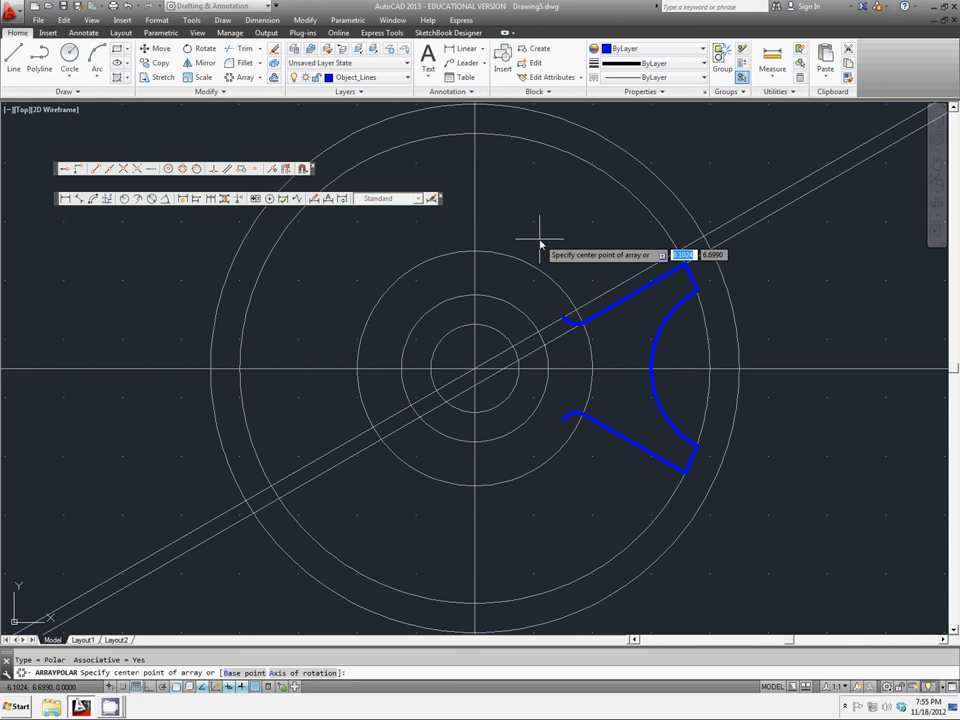 Drafting & Annotation
AutoCAD 2013 - EDUCATIONAL VERSION Drawing5.dwg
Type a keyword or phrase
Sign In
File Edit View Insert Format Tools Draw Dimension Modify Parametric Window Help Express
Home Insert Annotate Layout Parametric View Manage Output Plug-ins Online Express Tools SketchBook Designer
Line Polyline Circle Arc
Move Rotate Trim
Copy Mirror Fillet
Stretch Scale Array
Unsaved Layer State
Object_Lines
Text
Linear
Leader
Table
Insert
Create
Edit
Edit Attributes
ByLayer
ByLayer
ByLayer
Group
Measure
Paste
Draw Modify Layers Annotation Block Properties Groups Utilities Clipboard
[−][Top][2D Wireframe]
Standard
Specify center point of array or 6.1024 6.6990
Y
X
Model Layout1 Layout2
Type = Polar Associative = Yes
ARRAYPOLAR Specify center point of array or [Base point Axis of rotation]:
6.1024, 6.6990, 0.0000
MODEL
1:1
Start
7:55 PM
11/18/2012